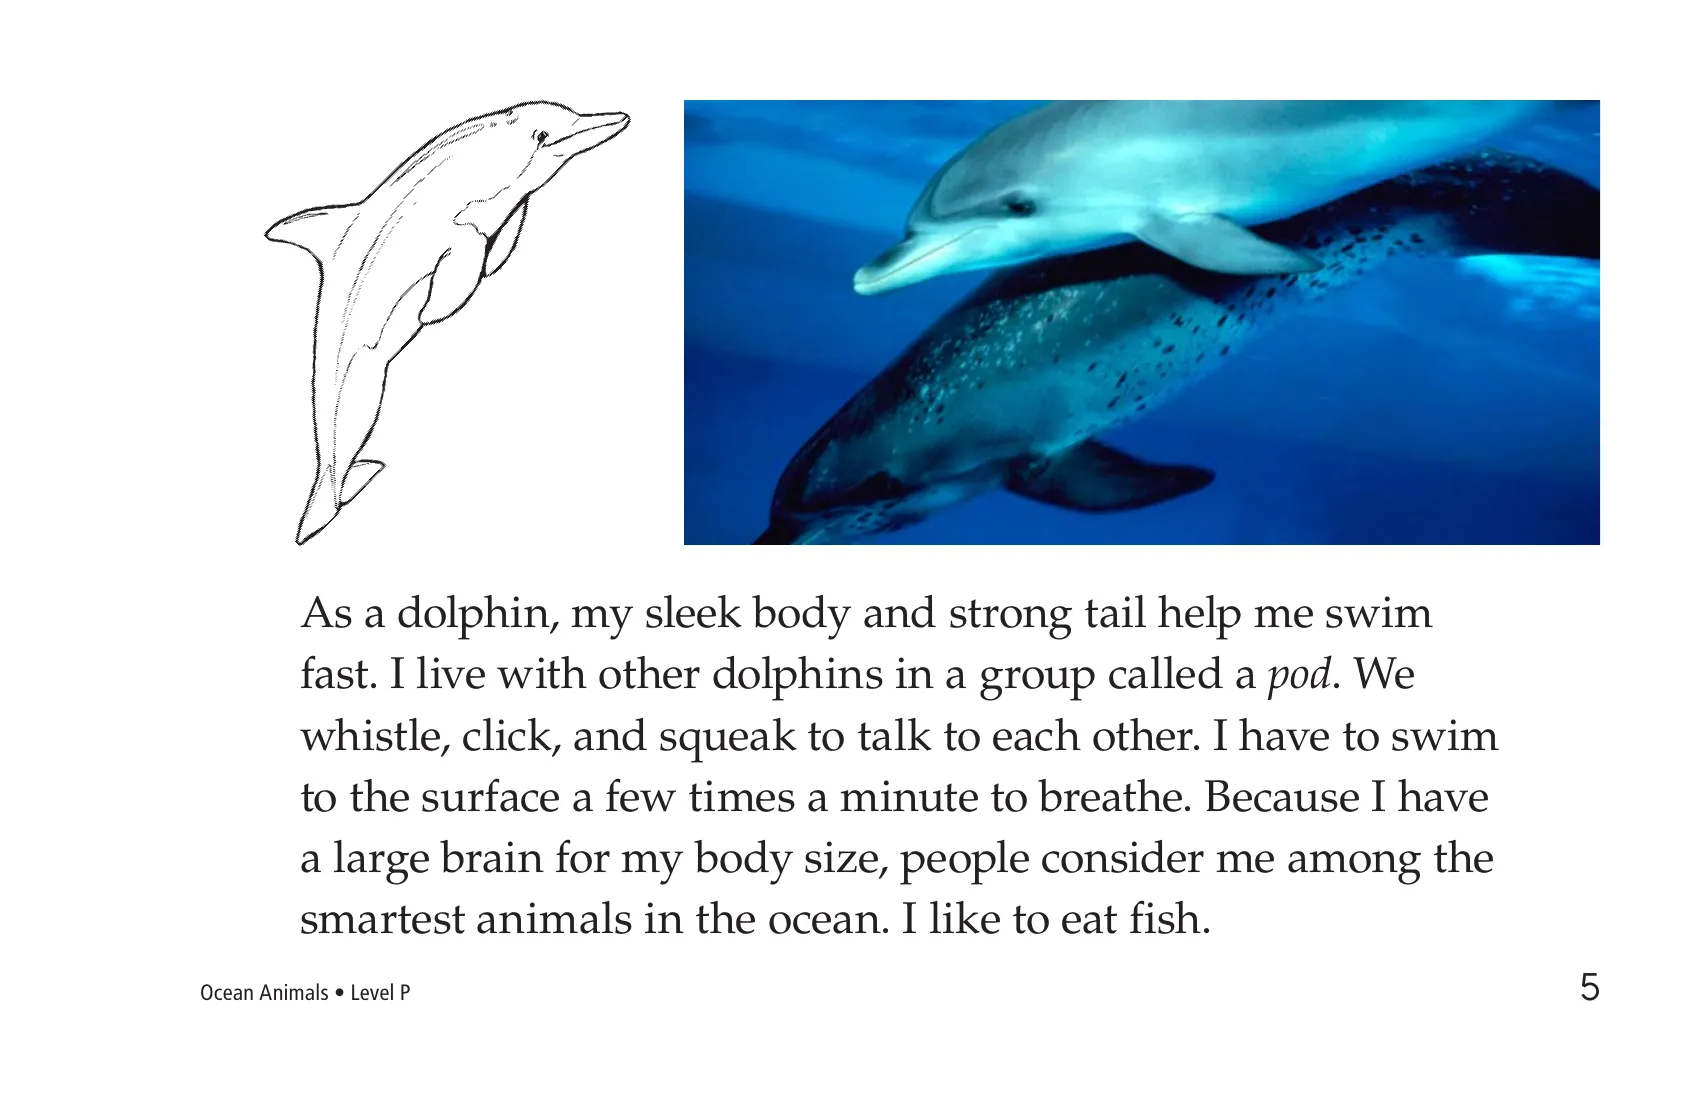 As a dolphin, my sleek body and strong tail help me swim
fast. I live with other dolphins in a group called a pod. We
whistle, click, and squeak to talk to each other. I have to swim
to the surface a few times a minute to breathe. Because I have
a large brain for my body size, people consider me among the
smartest animals in the ocean. I like to eat fish.
Ocean Animals • Level P
5